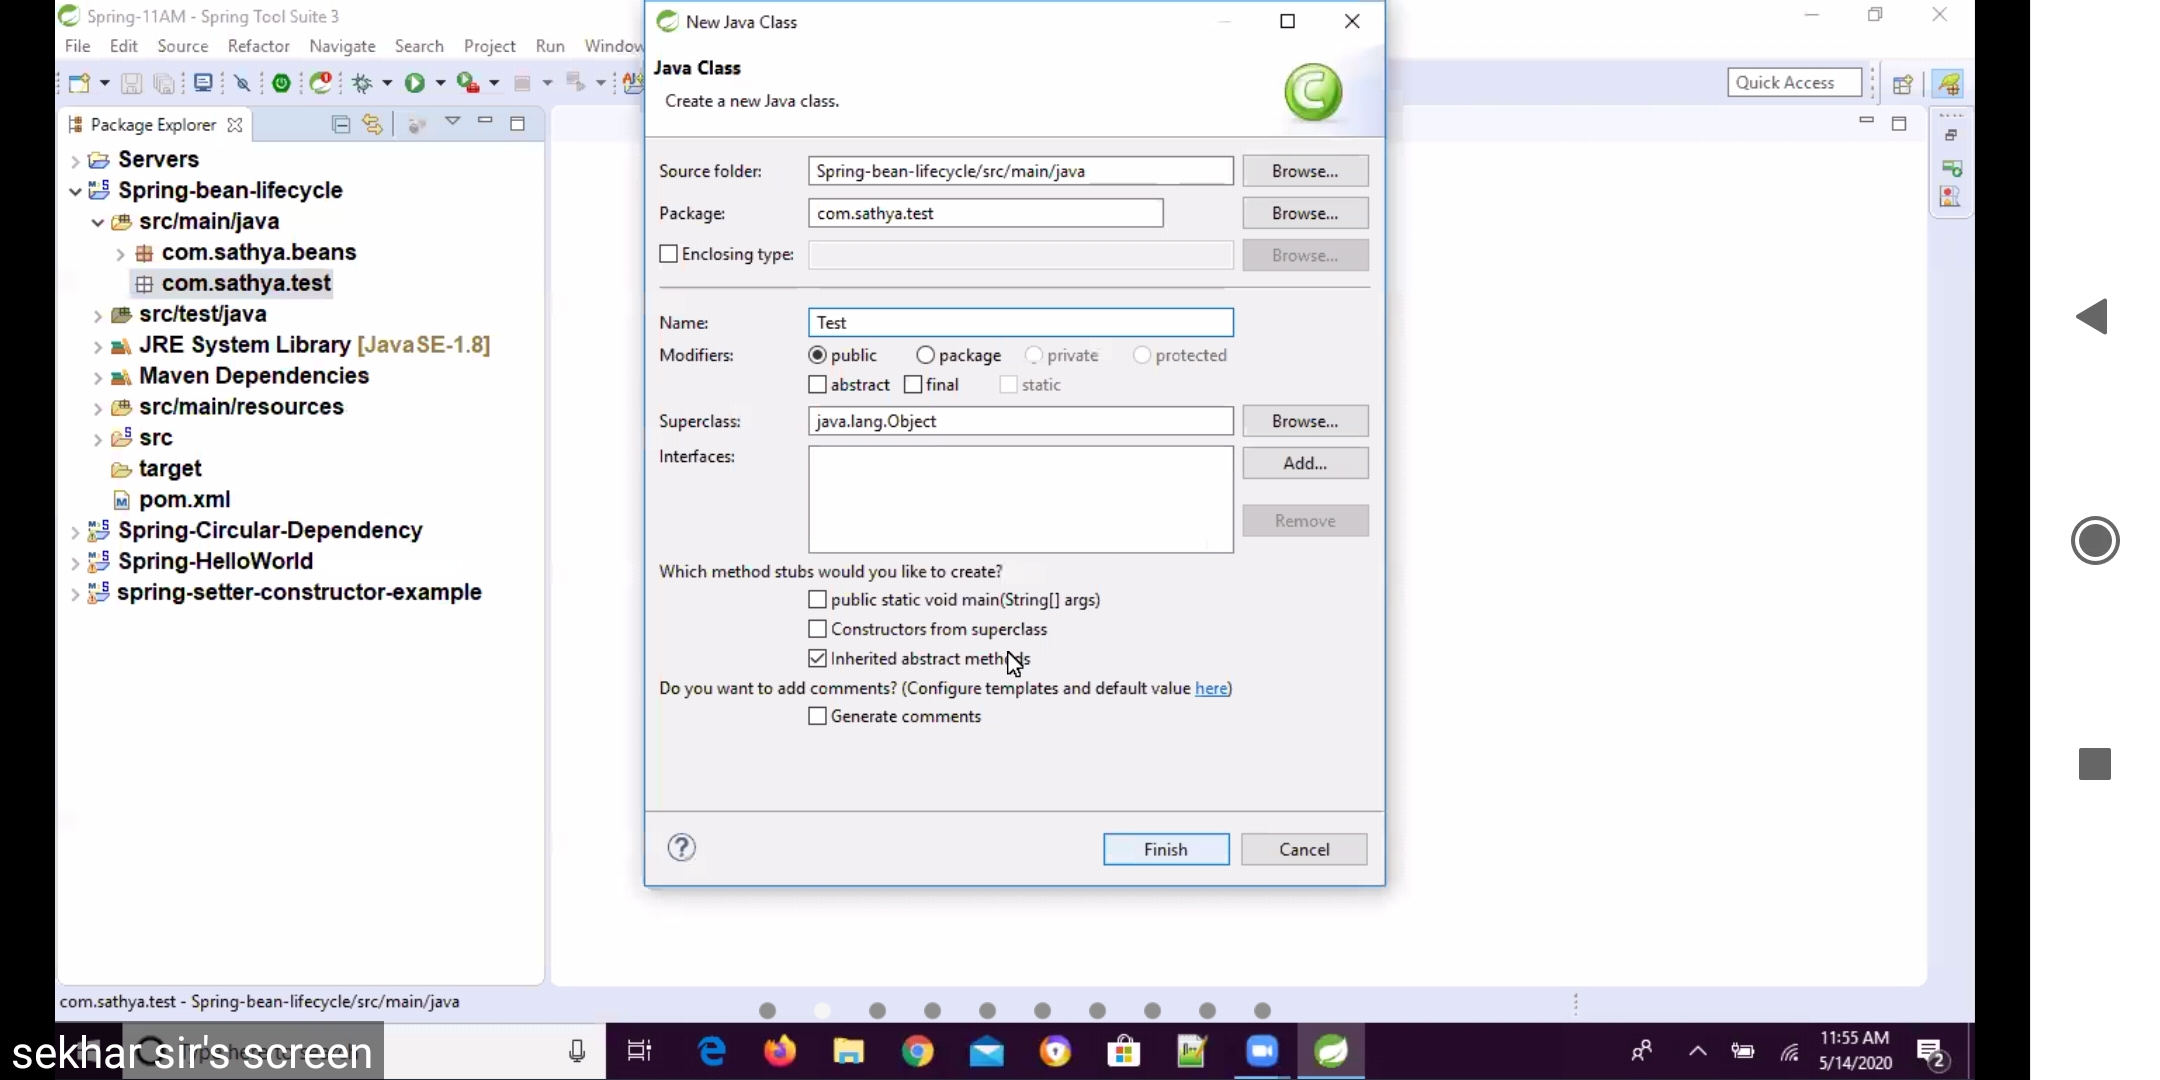 Spring-11AM - Spring Tool Suite 3
File Edit Source Refactor Navigate Search Project Run Window
Quick Access
Package Explorer
Servers
Spring-bean-lifecycle
src/main/java
com.sathya.beans
com.sathya.test
src/test/java
JRE System Library [JavaSE-1.8]
Maven Dependencies
src/main/resources
src
target
pom.xml
Spring-Circular-Dependency
Spring-HelloWorld
spring-setter-constructor-example
New Java Class
Java Class
Create a new Java class.
Source folder: Spring-bean-lifecycle/src/main/java Browse...
Package: com.sathya.test Browse...
Enclosing type: Browse...
Name: Test
Modifiers: public package private protected
abstract final static
Superclass: java.lang.Object Browse...
Interfaces: Add...
Remove
Which method stubs would you like to create?
public static void main(String[] args)
Constructors from superclass
Inherited abstract methods
Do you want to add comments? (Configure templates and default value here)
Generate comments
Finish Cancel
com.sathya.test - Spring-bean-lifecycle/src/main/java
sekhar sir's screen
11:55 AM
5/14/2020
2